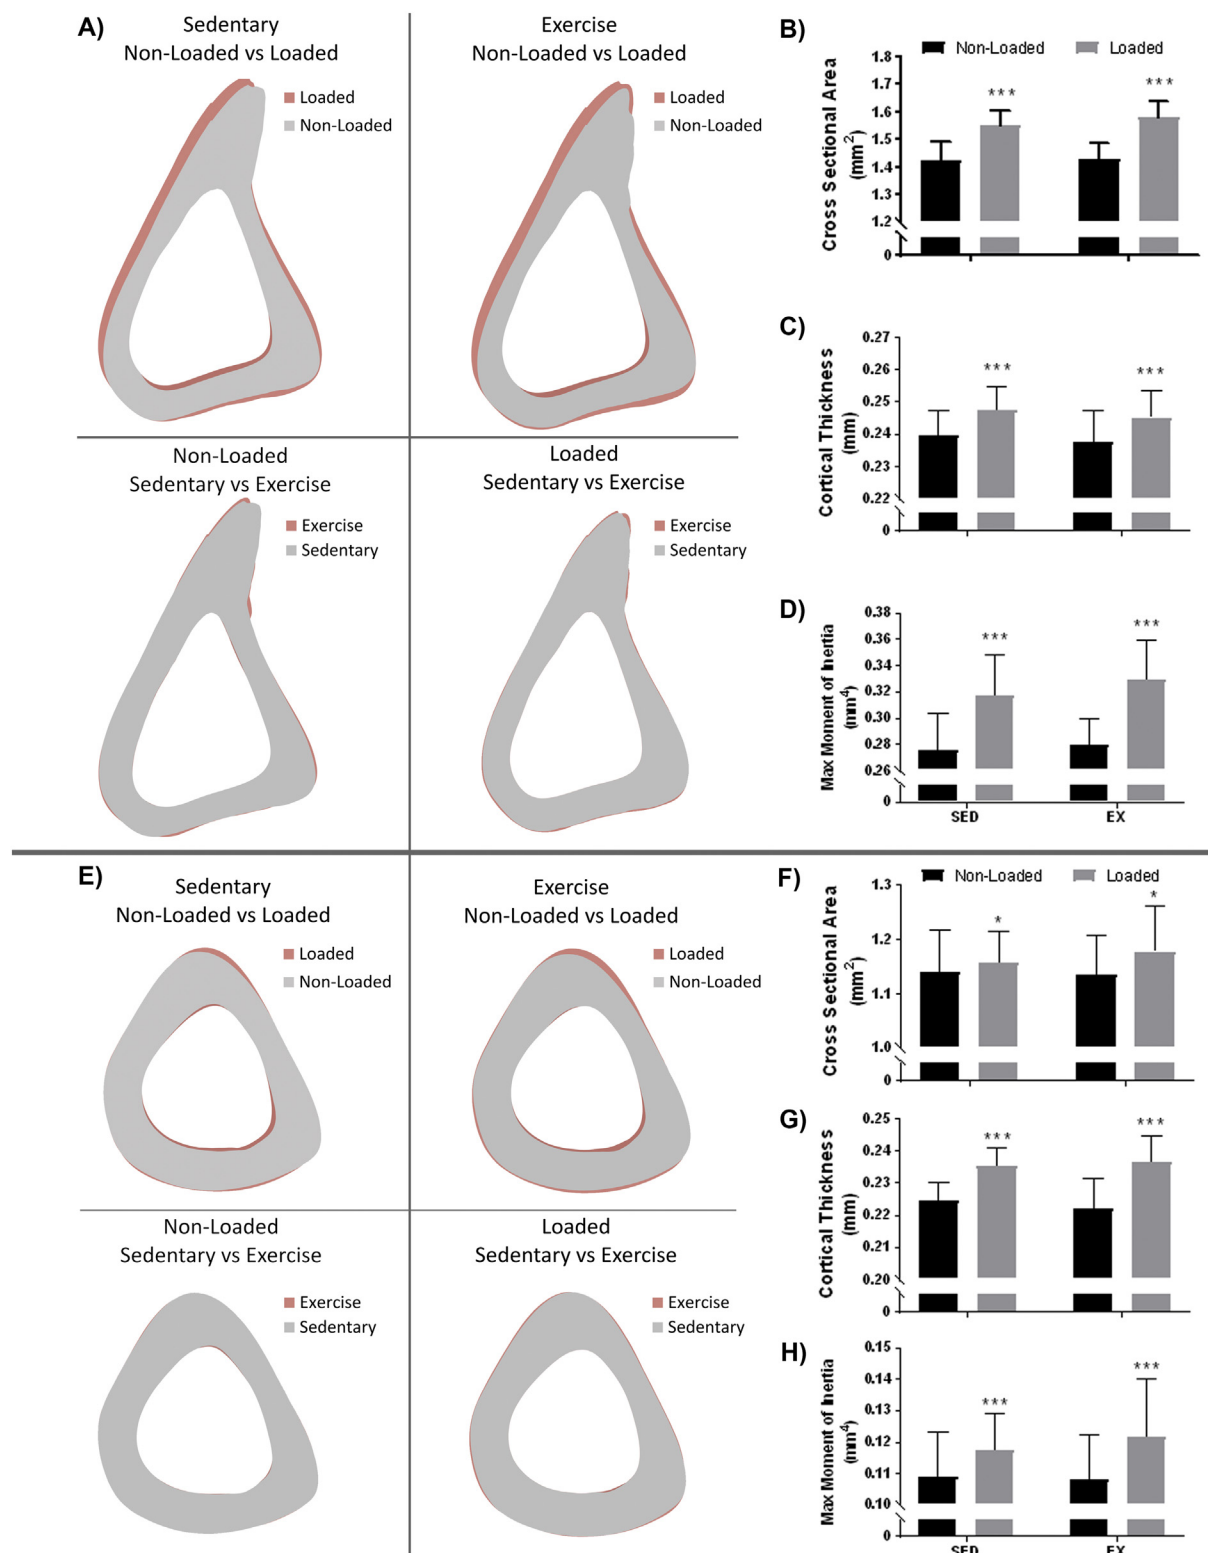 A)
Sedentary
Non-Loaded vs Loaded
Loaded
Non-Loaded
Exercise
Non-Loaded vs Loaded
Loaded
Non-Loaded
Non-Loaded
Sedentary vs Exercise
Exercise
Sedentary
Loaded
Sedentary vs Exercise
Exercise
Sedentary
B)
Non-Loaded
Loaded
Cross Sectional Area
(mm²)
1.8
1.7
1.6
1.5
1.4
1.3
1.2
0
***
***
C)
Cortical Thickness
(mm)
0.27
0.26
0.25
0.24
0.23
0.22
0
***
***
D)
Max Moment of Inertia
(mm⁴)
0.38
0.36
0.34
0.32
0.30
0.28
0.26
0
***
***
SED
EX
E)
Sedentary
Non-Loaded vs Loaded
Loaded
Non-Loaded
Exercise
Non-Loaded vs Loaded
Loaded
Non-Loaded
Non-Loaded
Sedentary vs Exercise
Exercise
Sedentary
Loaded
Sedentary vs Exercise
Exercise
Sedentary
F)
Non-Loaded
Loaded
Cross Sectional Area
(mm²)
1.3
1.2
1.1
1.0
0
*
*
G)
Cortical Thickness
(mm)
0.25
0.24
0.23
0.22
0.21
0.20
0
***
***
H)
Max Moment of Inertia
(mm⁴)
0.15
0.14
0.13
0.12
0.11
0.10
0
***
***
SED
EX